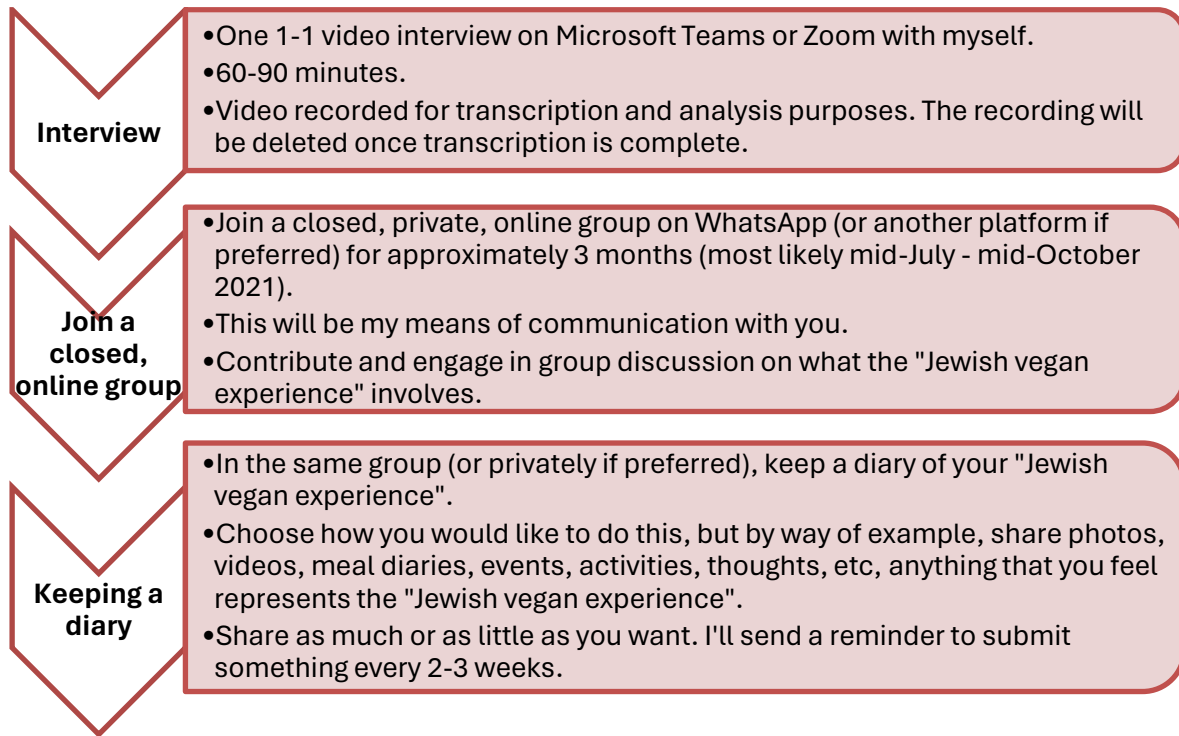 Interview
•One 1-1 video interview on Microsoft Teams or Zoom with myself.
•60-90 minutes.
•Video recorded for transcription and analysis purposes. The recording will
be deleted once transcription is complete.
Join a
closed,
online group
•Join a closed, private, online group on WhatsApp (or another platform if
preferred) for approximately 3 months (most likely mid-July - mid-October
2021).
•This will be my means of communication with you.
•Contribute and engage in group discussion on what the "Jewish vegan
experience" involves.
Keeping a
diary
•In the same group (or privately if preferred), keep a diary of your "Jewish
vegan experience".
•Choose how you would like to do this, but by way of example, share photos,
videos, meal diaries, events, activities, thoughts, etc, anything that you feel
represents the "Jewish vegan experience".
•Share as much or as little as you want. I'll send a reminder to submit
something every 2-3 weeks.